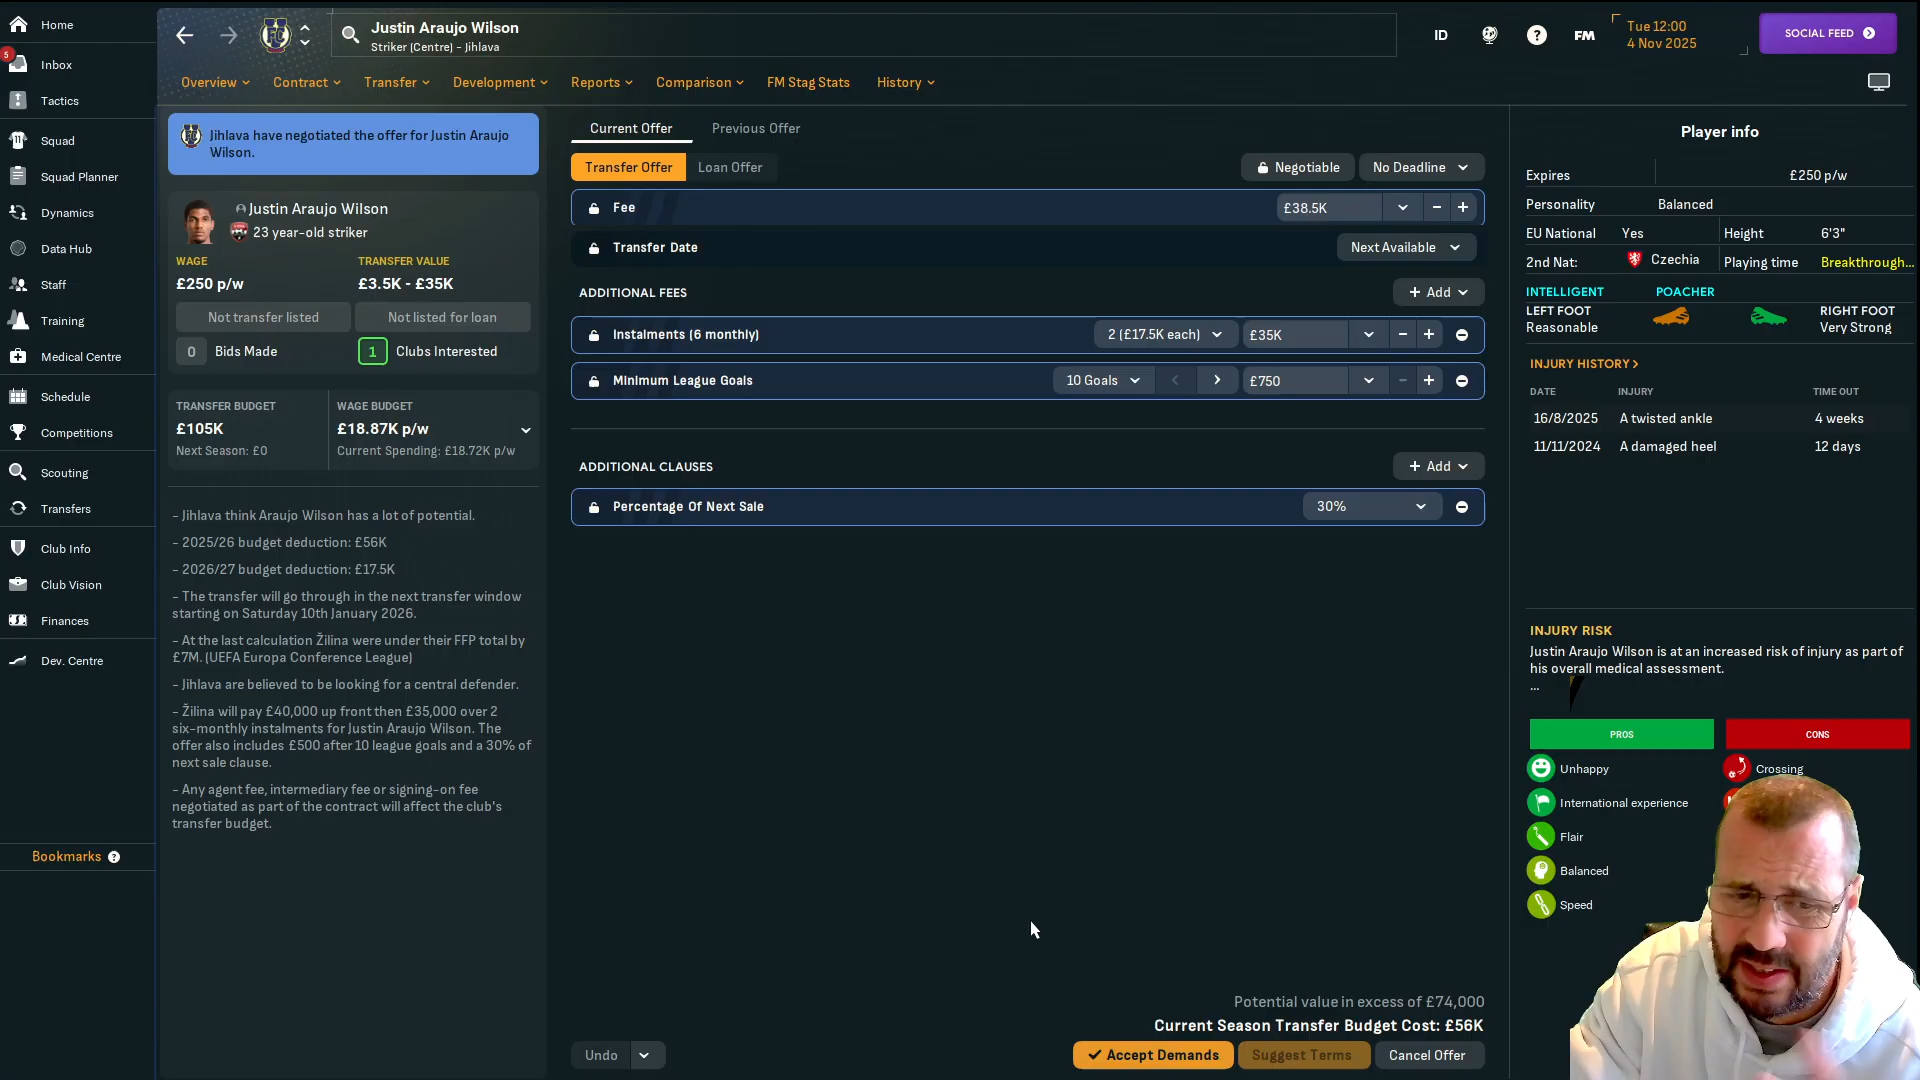 Home
5
Inbox
Tactics
Squad
Squad Planner
Dynamics
Data Hub
Staff
Training
Medical Centre
Schedule
Competitions
Scouting
Transfers
Club Info
Club Vision
Finances
Dev. Centre
Bookmarks ?
Justin Araujo Wilson
Striker (Centre) - Jihlava
ID
?
FM
Tue 12:00
4 Nov 2025
SOCIAL FEED
Overview
Contract
Transfer
Development
Reports
Comparison
FM Stag Stats
History
Jihlava have negotiated the offer for Justin Araujo
Wilson.
Justin Araujo Wilson
23 year-old striker
WAGE
TRANSFER VALUE
£250 p/w
£3.5K - £35K
Not transfer listed
Not listed for loan
0 Bids Made
1 Clubs Interested
TRANSFER BUDGET
WAGE BUDGET
£105K
£18.87K p/w
Next Season: £0
Current Spending: £18.72K p/w
- Jihlava think Araujo Wilson has a lot of potential.
- 2025/26 budget deduction: £56K
- 2026/27 budget deduction: £17.5K
- The transfer will go through in the next transfer window
starting on Saturday 10th January 2026.
- At the last calculation Žilina were under their FFP total by
£7M. (UEFA Europa Conference League)
- Jihlava are believed to be looking for a central defender.
- Žilina will pay £40,000 up front then £35,000 over 2
six-monthly instalments for Justin Araujo Wilson. The
offer also includes £500 after 10 league goals and a 30% of
next sale clause.
- Any agent fee, intermediary fee or signing-on fee
negotiated as part of the contract will affect the club's
transfer budget.
Current Offer
Previous Offer
Transfer Offer
Loan Offer
Negotiable
No Deadline
Fee
£38.5K
Transfer Date
Next Available
ADDITIONAL FEES
+ Add
Instalments (6 monthly)
2 (£17.5K each)
£35K
Minimum League Goals
10 Goals
£750
ADDITIONAL CLAUSES
+ Add
Percentage Of Next Sale
30%
Potential value in excess of £74,000
Current Season Transfer Budget Cost: £56K
Undo
Accept Demands
Suggest Terms
Cancel Offer
Player info
Expires
£250 p/w
Personality
Balanced
EU National
Yes
Height
6'3"
2nd Nat:
Czechia
Playing time
Breakthrough...
INTELLIGENT
POACHER
LEFT FOOT
Reasonable
RIGHT FOOT
Very Strong
INJURY HISTORY >
DATE
INJURY
TIME OUT
16/8/2025
A twisted ankle
4 weeks
11/11/2024
A damaged heel
12 days
INJURY RISK
Justin Araujo Wilson is at an increased risk of injury as part of
his overall medical assessment.
...
PROS
CONS
Unhappy
Crossing
International experience
Flair
Balanced
Speed